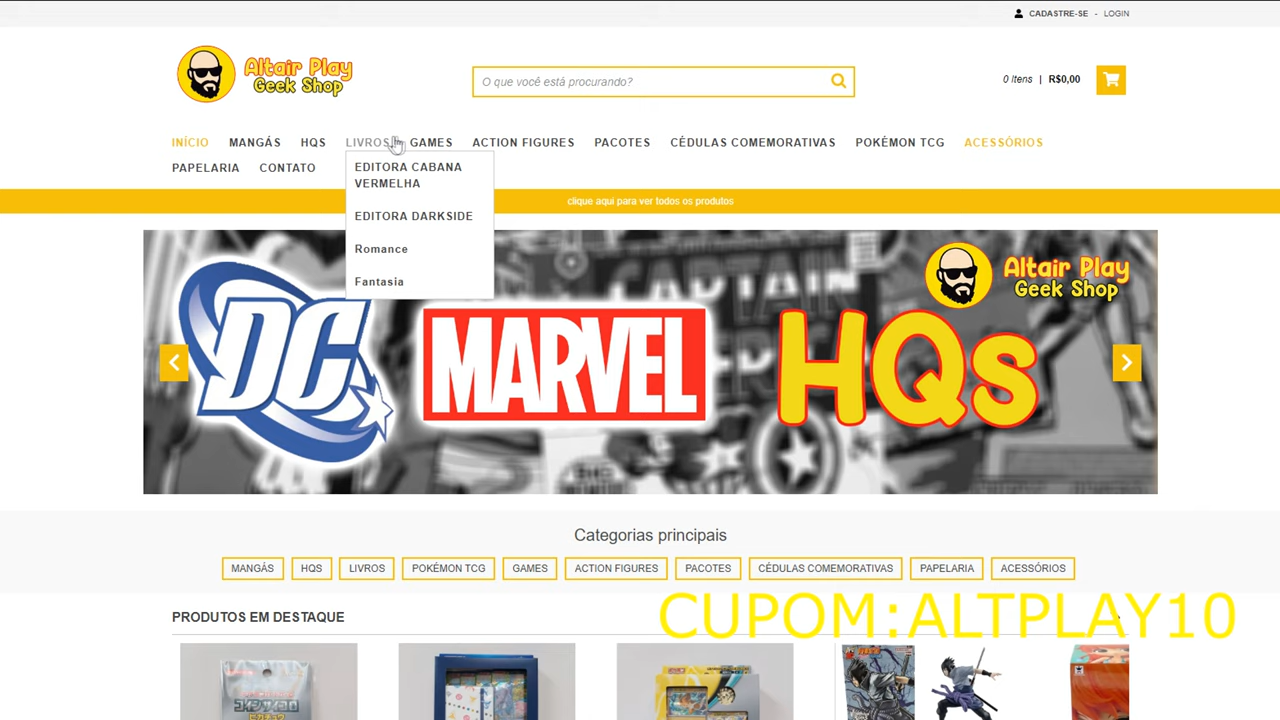 CADASTRE-SE - LOGIN
Altair Play
Geek Shop
O que você está procurando?
0 Itens | R$0,00
INÍCIO MANGÁS HQS LIVROS GAMES ACTION FIGURES PACOTES CÉDULAS COMEMORATIVAS POKÉMON TCG ACESSÓRIOS
PAPELARIA CONTATO
EDITORA CABANA
VERMELHA
EDITORA DARKSIDE
Romance
Fantasia
clique aqui para ver todos os produtos
CAPTAIN
Altair Play
Geek Shop
DC MARVEL HQs
Categorias principais
MANGÁS HQS LIVROS POKÉMON TCG GAMES ACTION FIGURES PACOTES CÉDULAS COMEMORATIVAS PAPELARIA ACESSÓRIOS
CUPOM:ALTPLAY10
PRODUTOS EM DESTAQUE